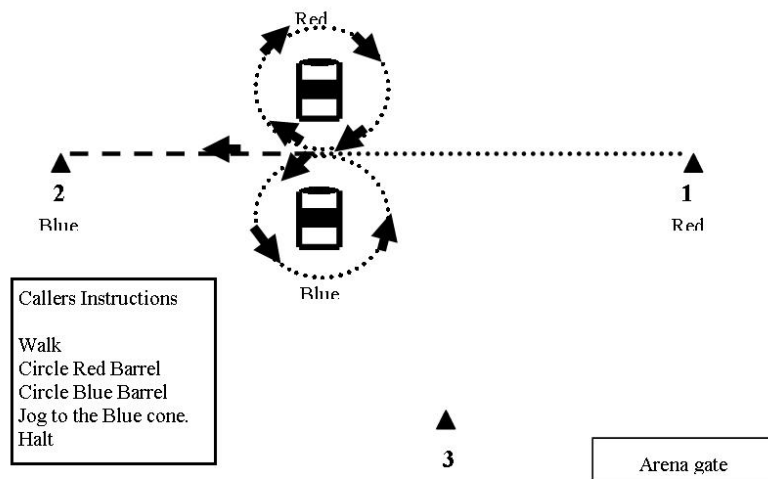 Red
2
Blue
1
Red
Blue
Callers Instructions
Walk
Circle Red Barrel
Circle Blue Barrel
Jog to the Blue cone.
Halt
3
Arena gate